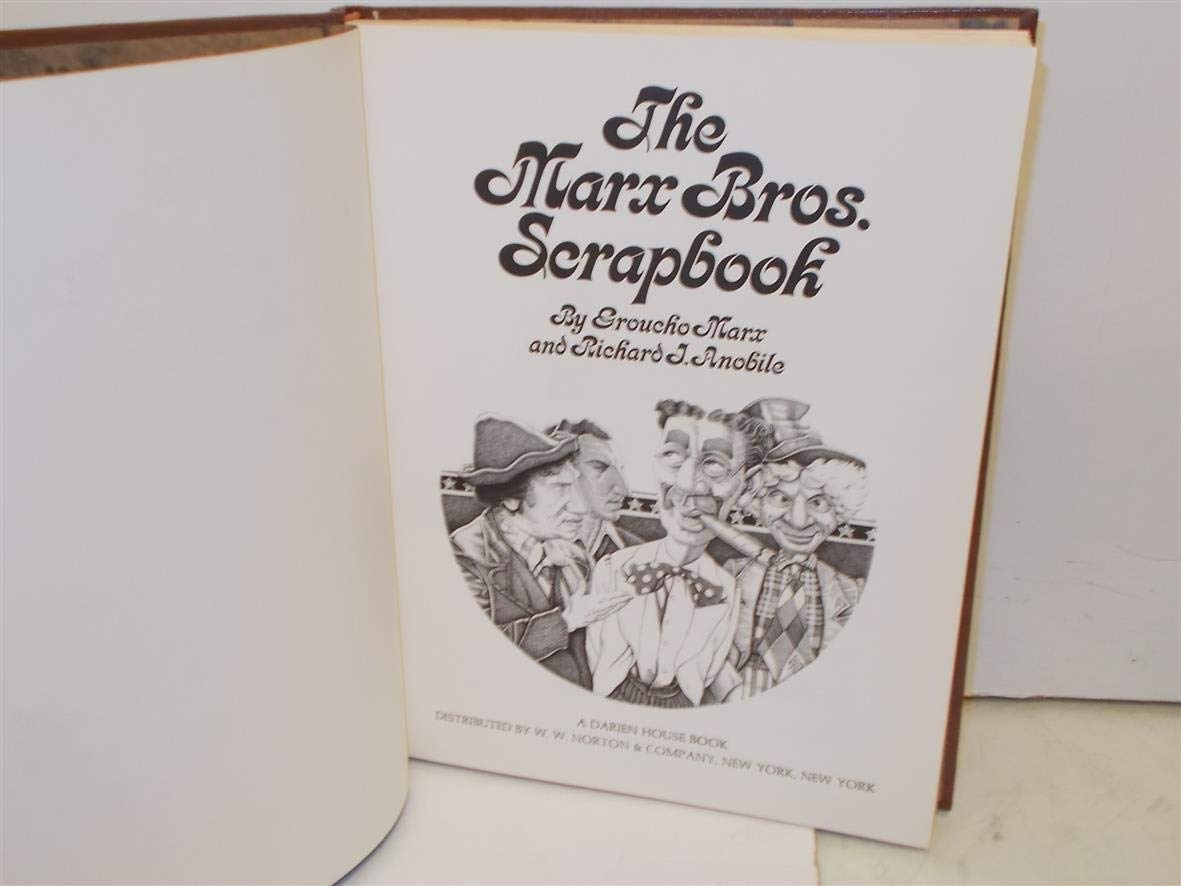 The
Marx Bros.
Scrapbook
By Groucho Marx
and Richard J. Anobile
A DARIEN HOUSE BOOK
DISTRIBUTED BY W. W. NORTON & COMPANY, NEW YORK, NEW YORK